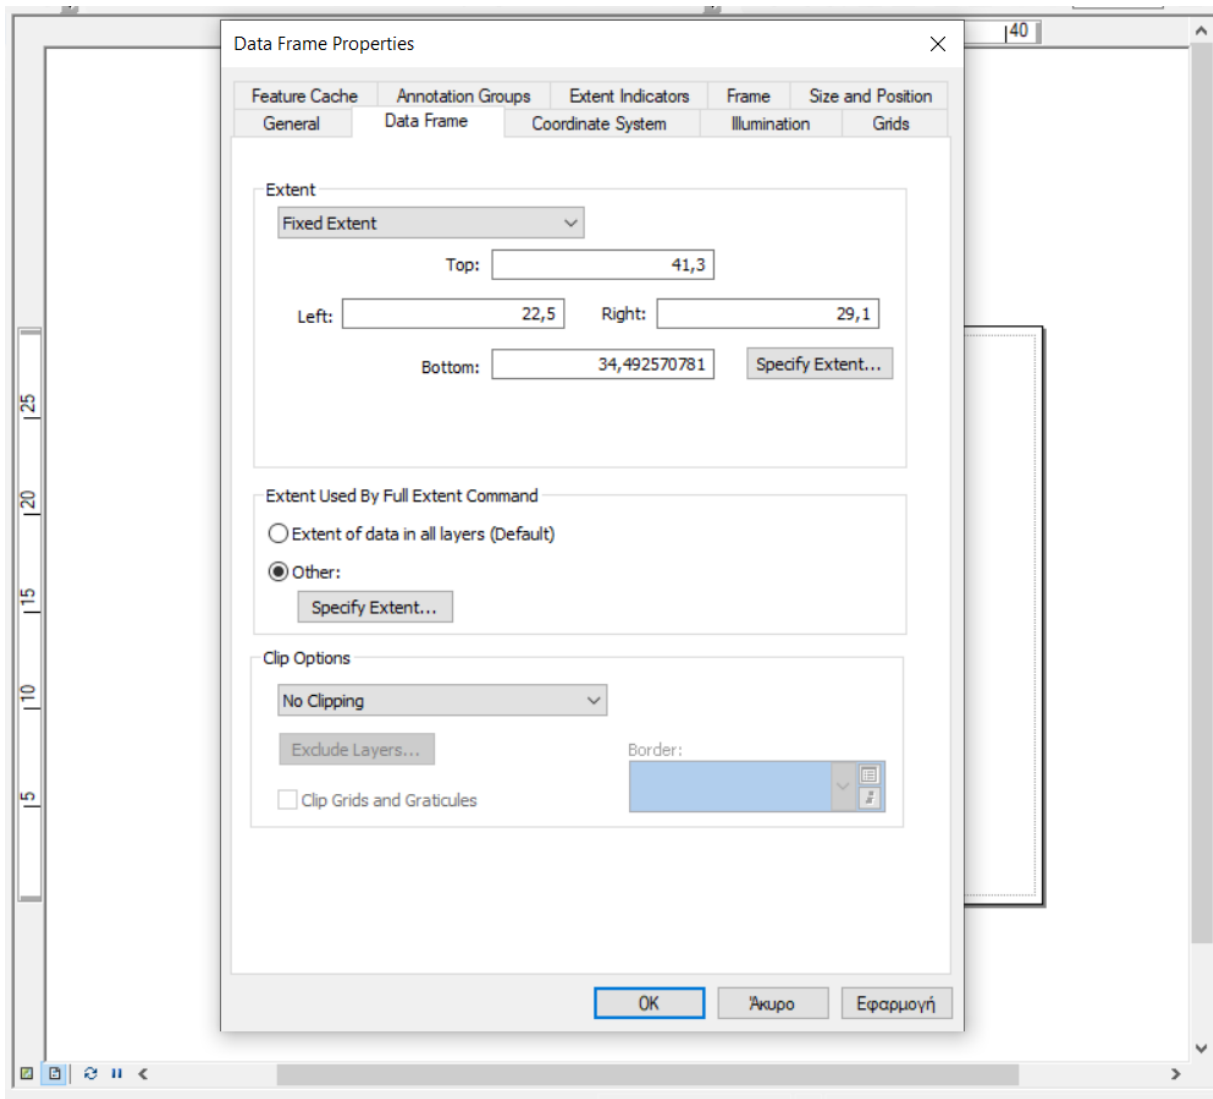 40
Data Frame Properties
Feature Cache Annotation Groups Extent Indicators Frame Size and Position
General Data Frame Coordinate System Illumination Grids
Extent
Fixed Extent
Top: 41,3
Left: 22,5 Right: 29,1
Bottom: 34,492570781 Specify Extent...
Extent Used By Full Extent Command
Extent of data in all layers (Default)
Other:
Specify Extent...
Clip Options
No Clipping
Exclude Layers...
Border:
Clip Grids and Graticules
OK Άκυρο Εφαρμογή
25
20
15
10
5